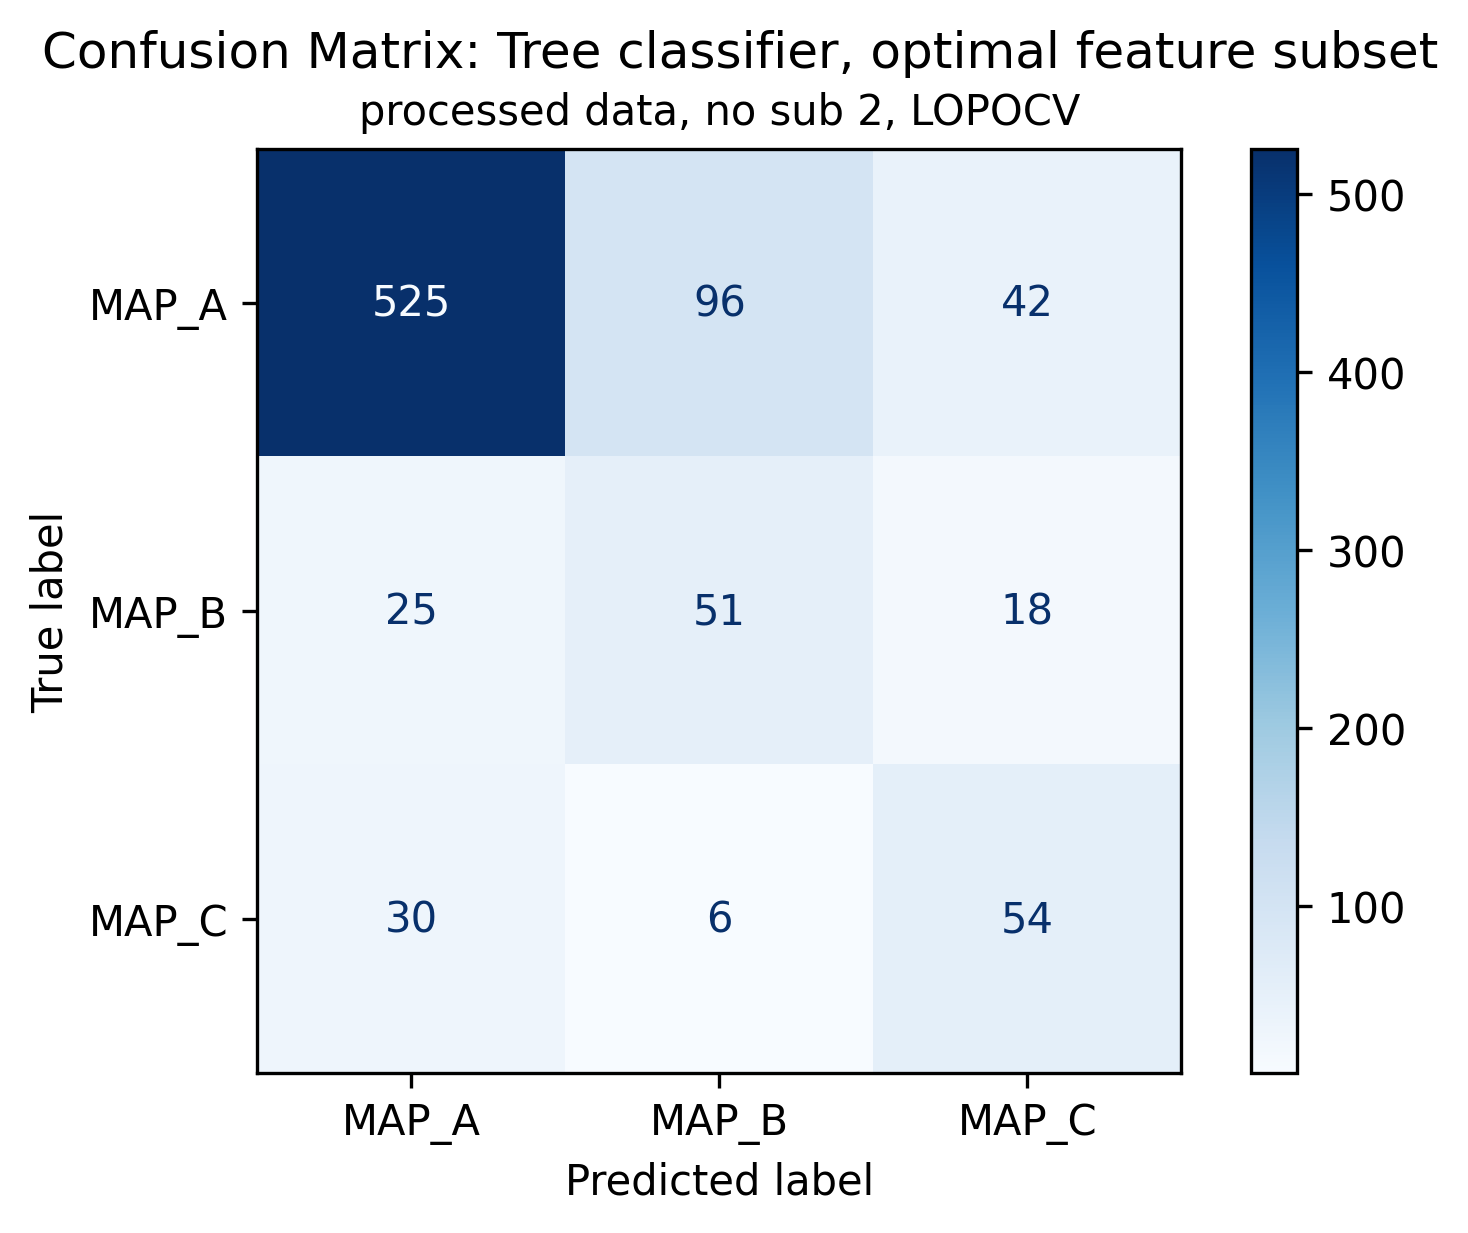 Confusion Matrix: Tree classifier, optimal feature subset
processed data, no sub 2, LOPOCV
True label
MAP_A
525 96 42
MAP_B
25 51 18
MAP_C
30 6 54
MAP_A MAP_B MAP_C
Predicted label
500
400
300
200
100